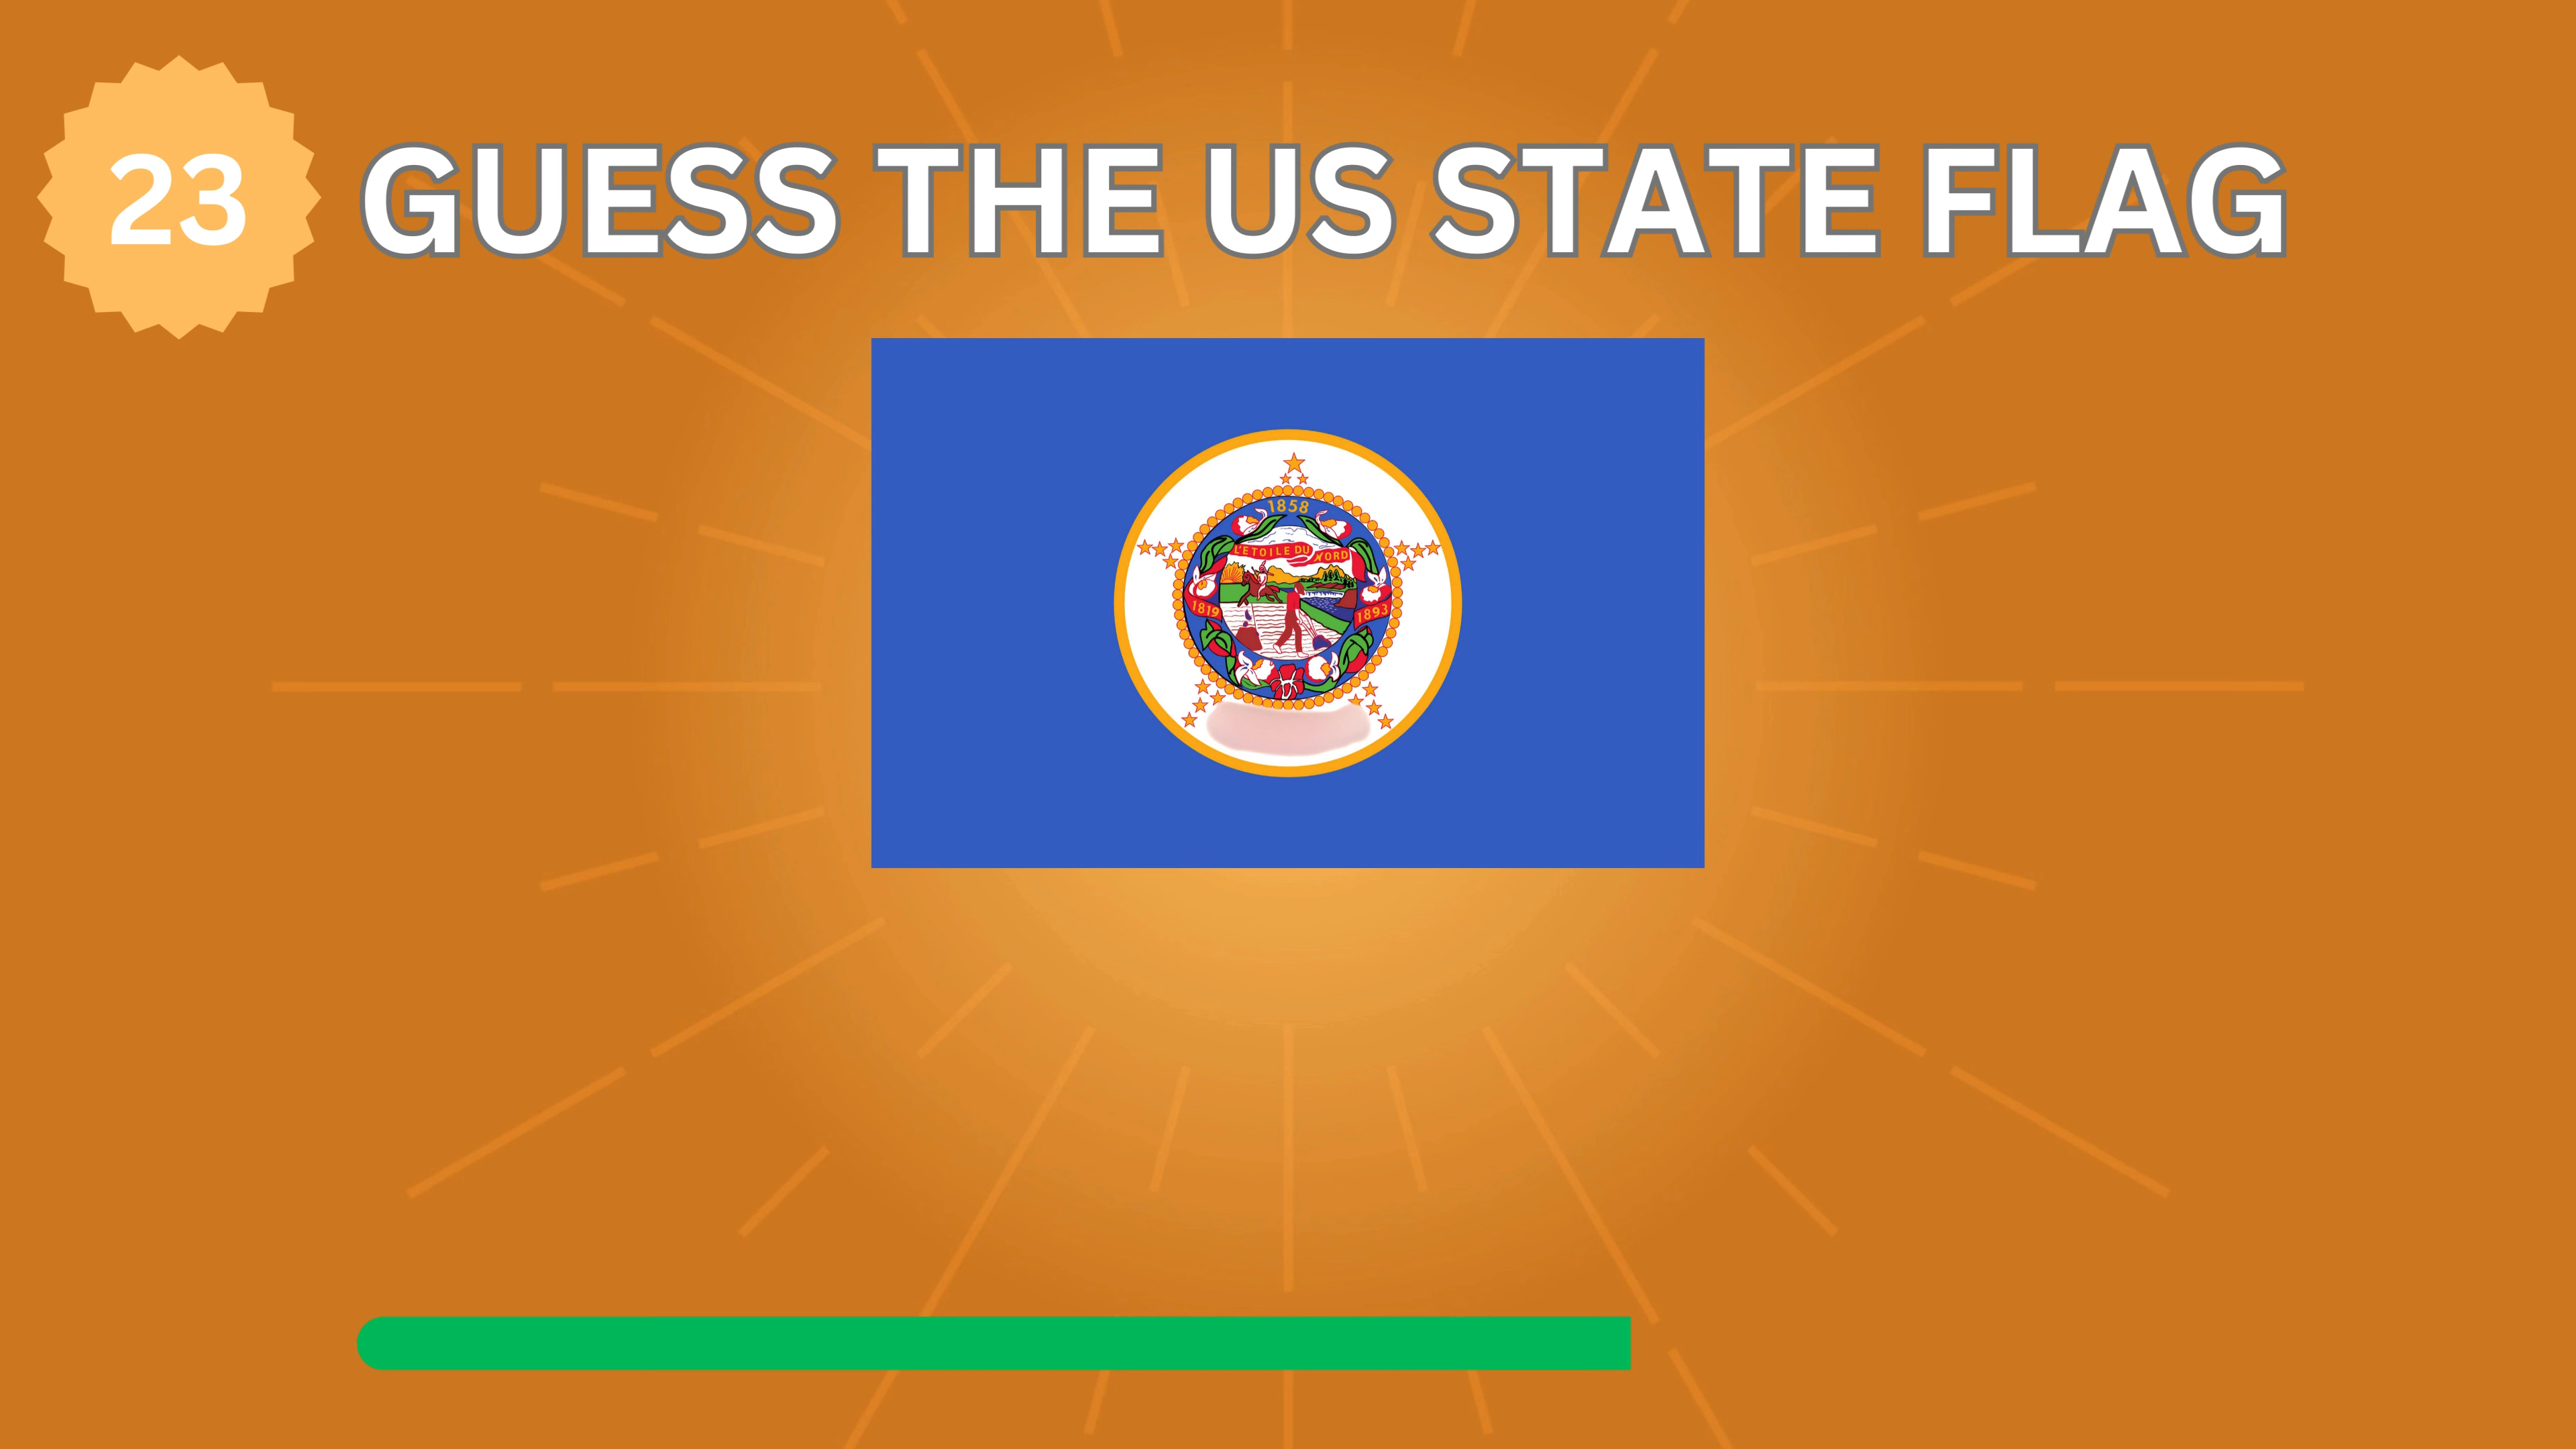 23
GUESS THE US STATE FLAG
1858
L'ETOILE DU NORD
1819
1893